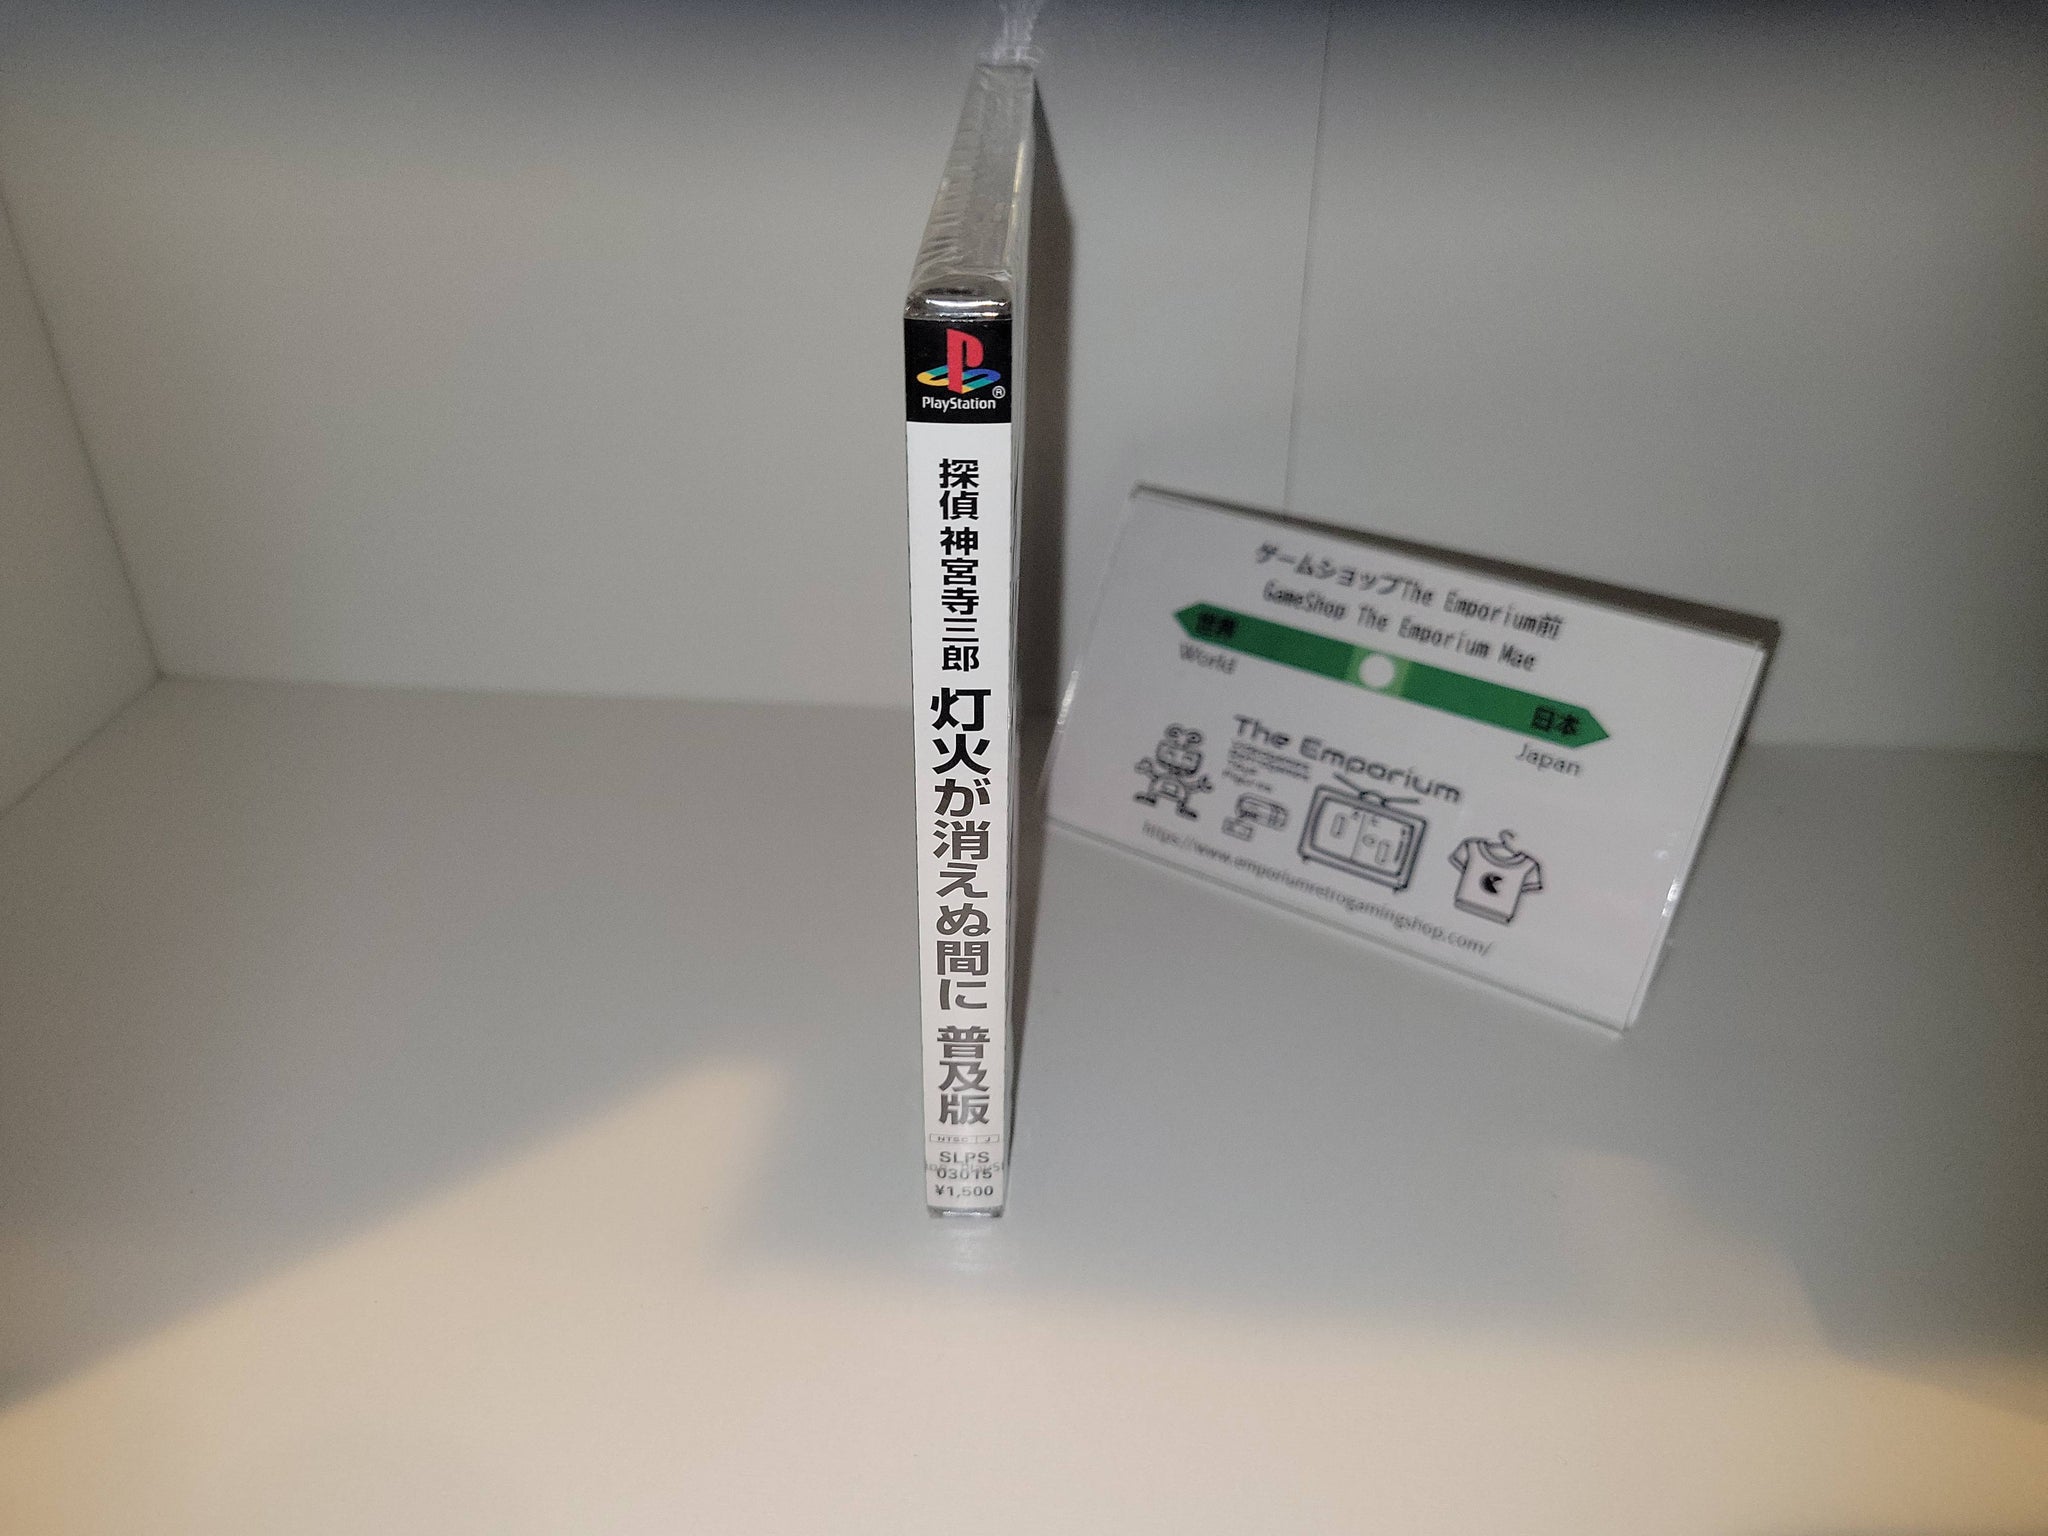 PlayStation®
探偵 神宮寺三郎 灯火が消えぬ間に 普及版
NTSC J
SLPS
03015
¥1,500
ゲームショップThe Emporium前
GameShop The Emporium Mae
世界
日本
World
Japan
The Emporium
https://www.emporiumretrogamingshop.com/